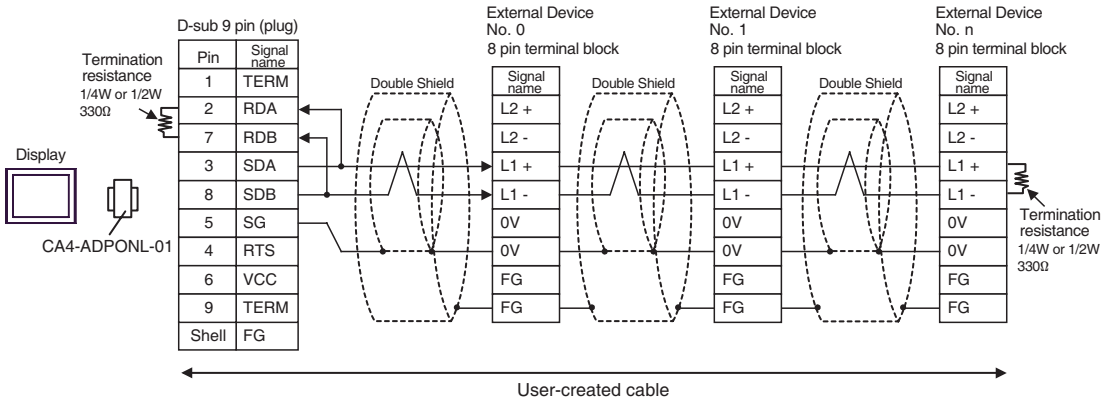 D-sub 9 pin (plug)
Pin Signal name
1 TERM
2 RDA
7 RDB
3 SDA
8 SDB
5 SG
4 RTS
6 VCC
9 TERM
Shell FG
Termination
resistance
1/4W or 1/2W
330Ω
Display
CA4-ADPONL-01
Double Shield
External Device
No. 0
8 pin terminal block
Signal
name
L2 +
L2 -
L1 +
L1 -
0V
0V
FG
FG
Double Shield
External Device
No. 1
8 pin terminal block
Signal
name
L2 +
L2 -
L1 +
L1 -
0V
0V
FG
FG
Double Shield
External Device
No. n
8 pin terminal block
Signal
name
L2 +
L2 -
L1 +
L1 -
0V
0V
FG
FG
Termination
resistance
1/4W or 1/2W
330Ω
User-created cable